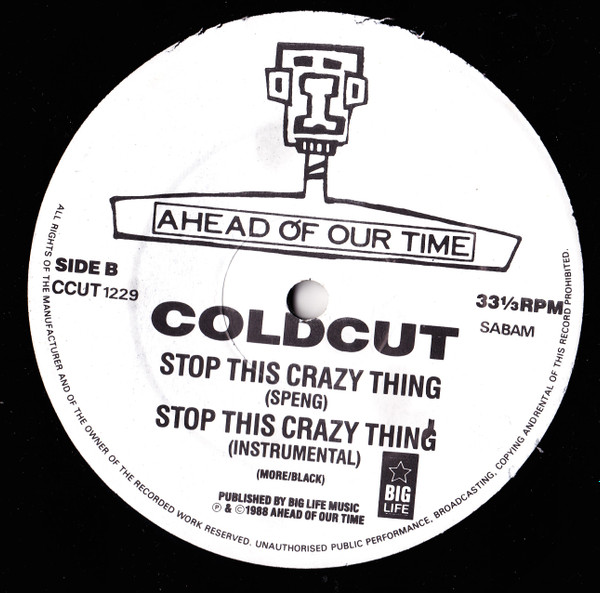 AHEAD OF OUR TIME
SIDE B
CCUT 1229
33⅓RPM
SABAM
COLDCUT
STOP THIS CRAZY THING
(SPENG)
STOP THIS CRAZY THING
(INSTRUMENTAL)
(MORE/BLACK)
BIG
LIFE
PUBLISHED BY BIG LIFE MUSIC
℗ & ©1988 AHEAD OF OUR TIME
ALL RIGHTS OF THE MANUFACTURER AND OF THE OWNER OF THE RECORDED WORK RESERVED. UNAUTHORISED PUBLIC PERFORMANCE, BROADCASTING, COPYING ANDRENTAL OF THIS RECORD PROHIBITED.